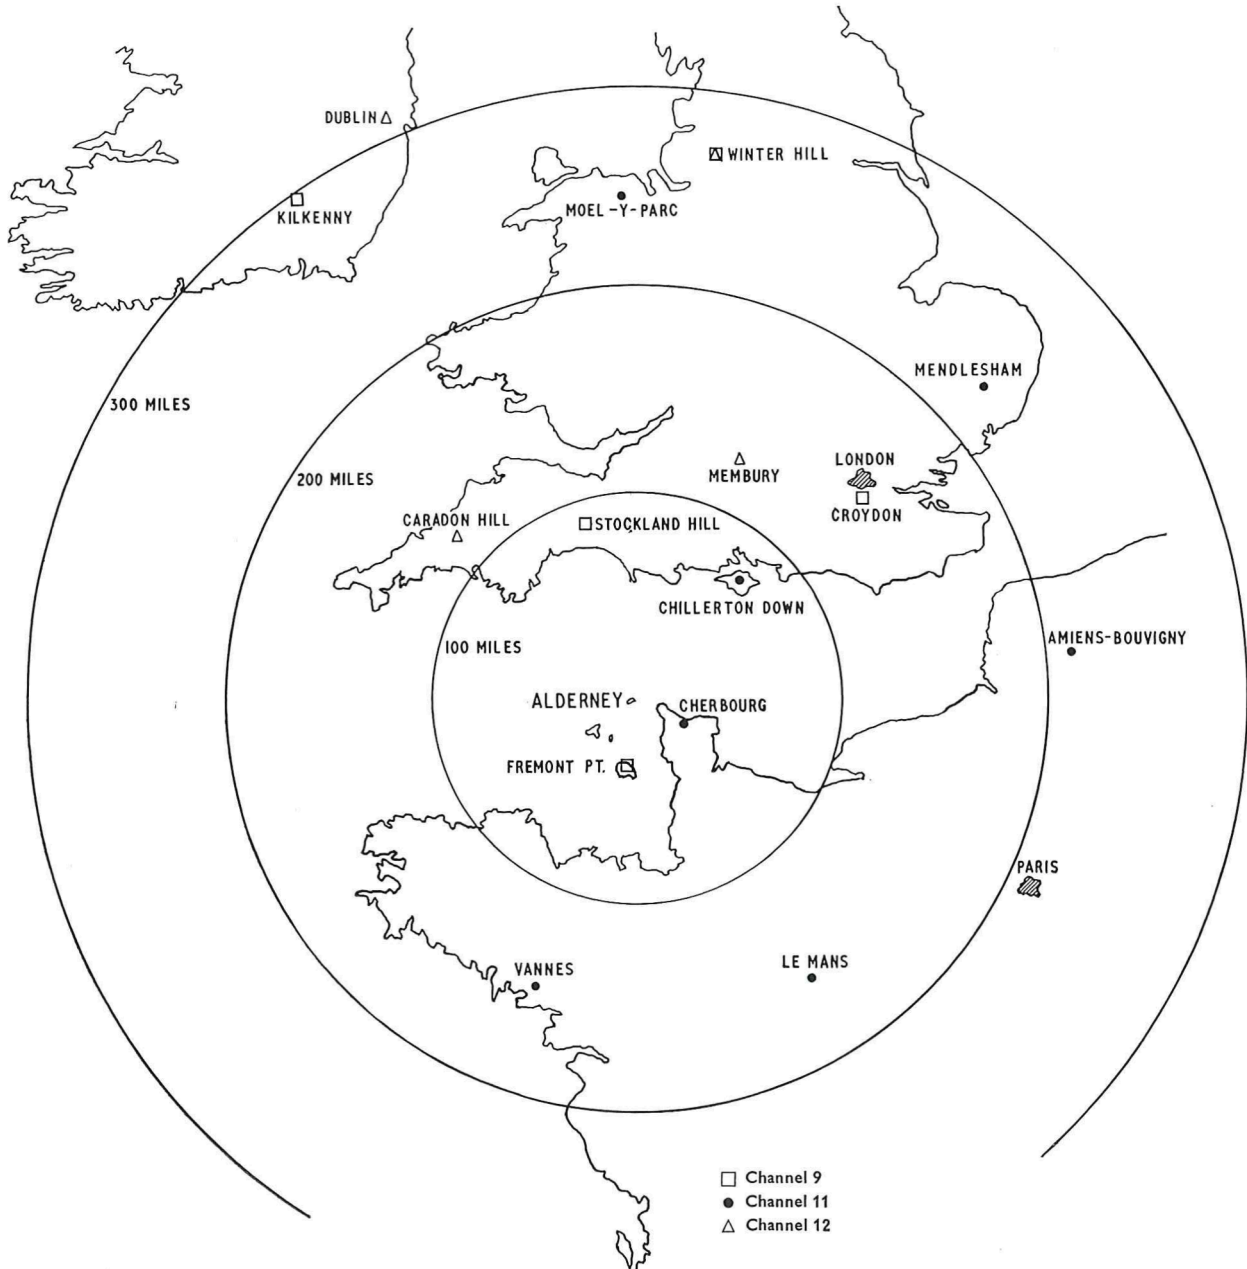 DUBLIN
WINTER HILL
KILKENNY
MOEL-Y-PARC
MENDLESHAM
300 MILES
LONDON
200 MILES
MEMBURY
CARADON HILL
STOCKLAND HILL
CROYDON
CHILLERTON DOWN
100 MILES
AMIENS-BOUVIGNY
ALDERNEY
CHERBOURG
FREMONT PT.
PARIS
LE MANS
VANNES
Channel 9
Channel 11
Channel 12